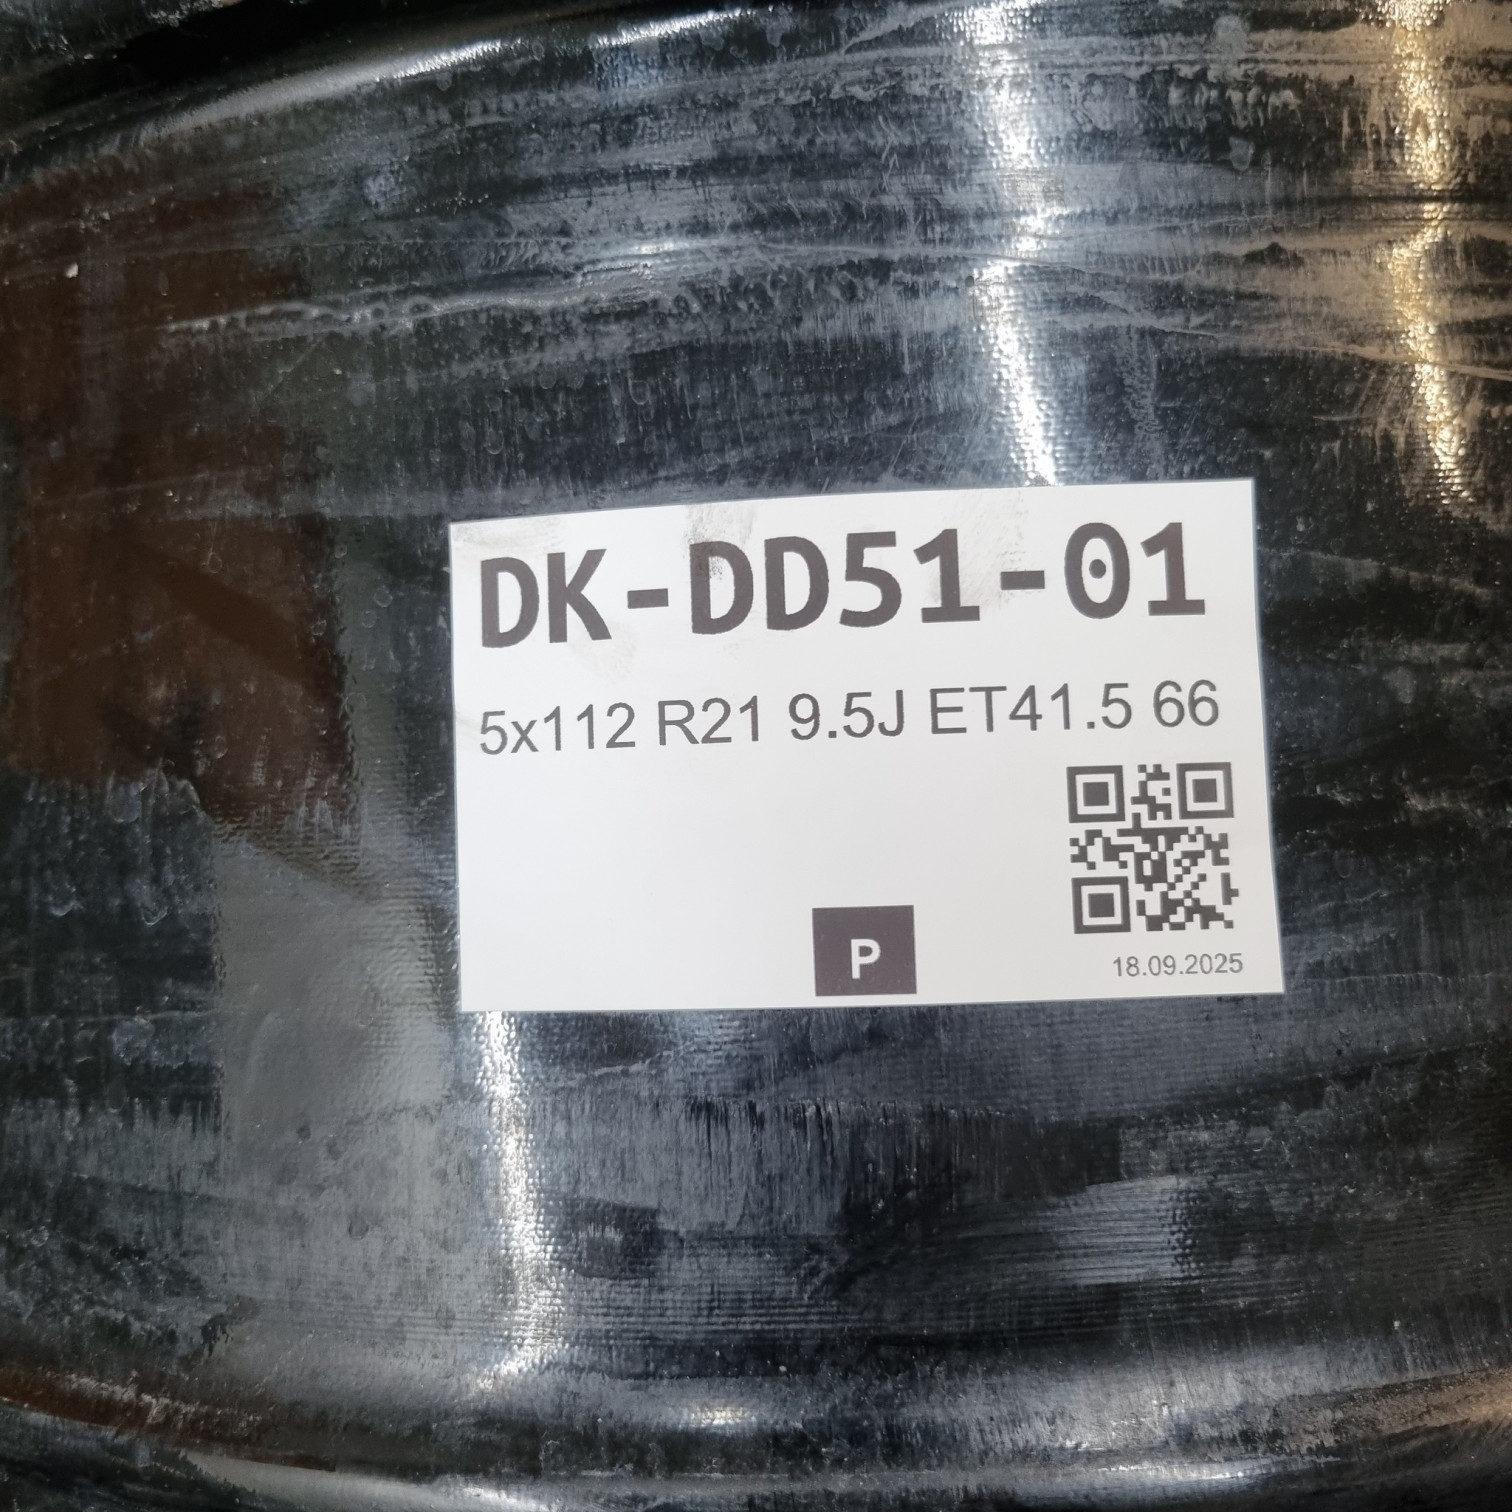 DK-DD51-01
5x112 R21 9.5J ET41.5 66
P
18.09.2025